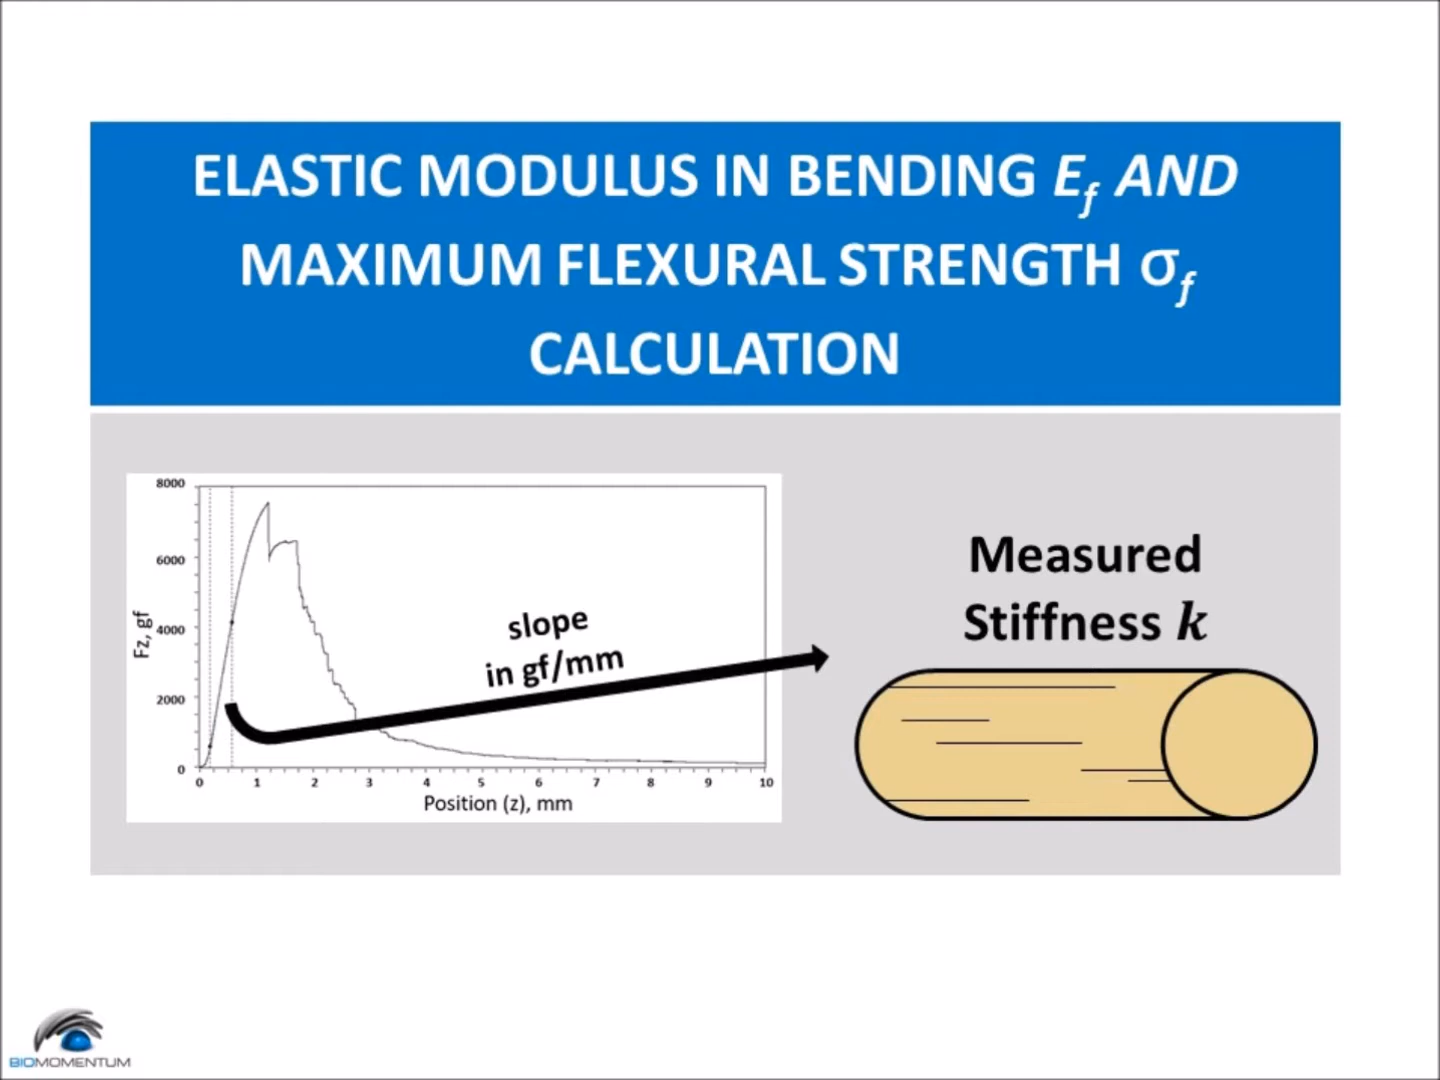 ELASTIC MODULUS IN BENDING Ef AND
MAXIMUM FLEXURAL STRENGTH σf
CALCULATION
8000
6000
4000
2000
0
Fz, gf
0 1 2 3 4 5 6 7 8 9 10
Position (z), mm
slope
in gf/mm
Measured
Stiffness k
BIOMOMENTUM